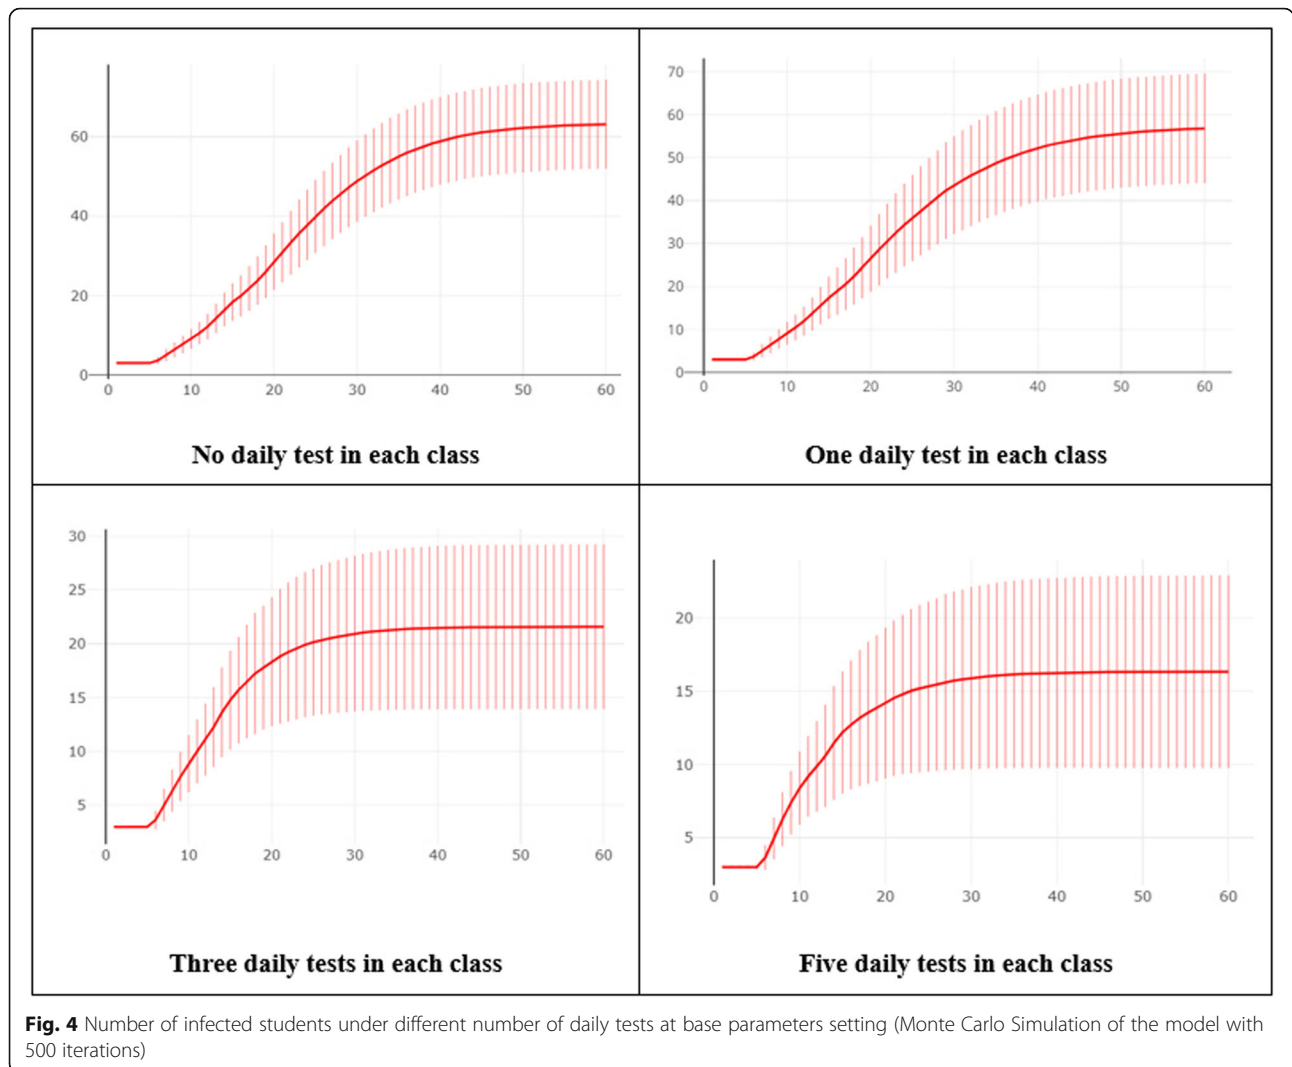 60
40
20
0
0 10 20 30 40 50 60
No daily test in each class
70
60
50
40
30
20
10
0
0 10 20 30 40 50 60
One daily test in each class
30
25
20
15
10
5
0 10 20 30 40 50 60
Three daily tests in each class
20
15
10
5
0 10 20 30 40 50 60
Five daily tests in each class
Fig. 4 Number of infected students under different number of daily tests at base parameters setting (Monte Carlo Simulation of the model with
500 iterations)